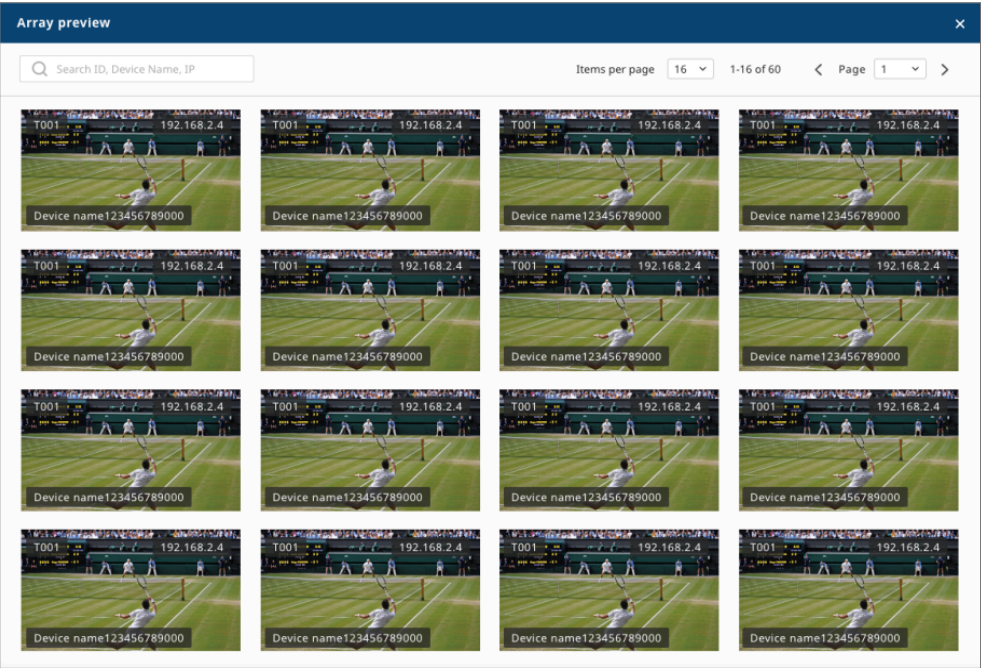 Array preview
Search ID, Device Name, IP
Items per page 16 1-16 of 60 Page 1
T001 192.168.2.4 T001 192.168.2.4 T001 192.168.2.4 T001 192.168.2.4
Device name123456789000 Device name123456789000 Device name123456789000 Device name123456789000
T001 192.168.2.4 T001 192.168.2.4 T001 192.168.2.4 T001 192.168.2.4
Device name123456789000 Device name123456789000 Device name123456789000 Device name123456789000
T001 192.168.2.4 T001 192.168.2.4 T001 192.168.2.4 T001 192.168.2.4
Device name123456789000 Device name123456789000 Device name123456789000 Device name123456789000
T001 192.168.2.4 T001 192.168.2.4 T001 192.168.2.4 T001 192.168.2.4
Device name123456789000 Device name123456789000 Device name123456789000 Device name123456789000